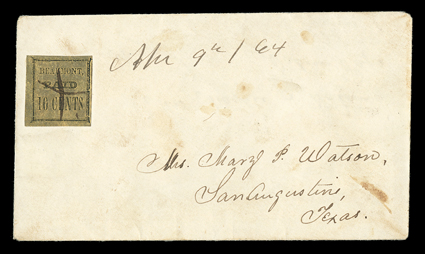 BEAUMONT,
PAID
10 CENTS
Apr 9th / 64
Mrs. Mary P. Watson,
San Augustine,
Texas.